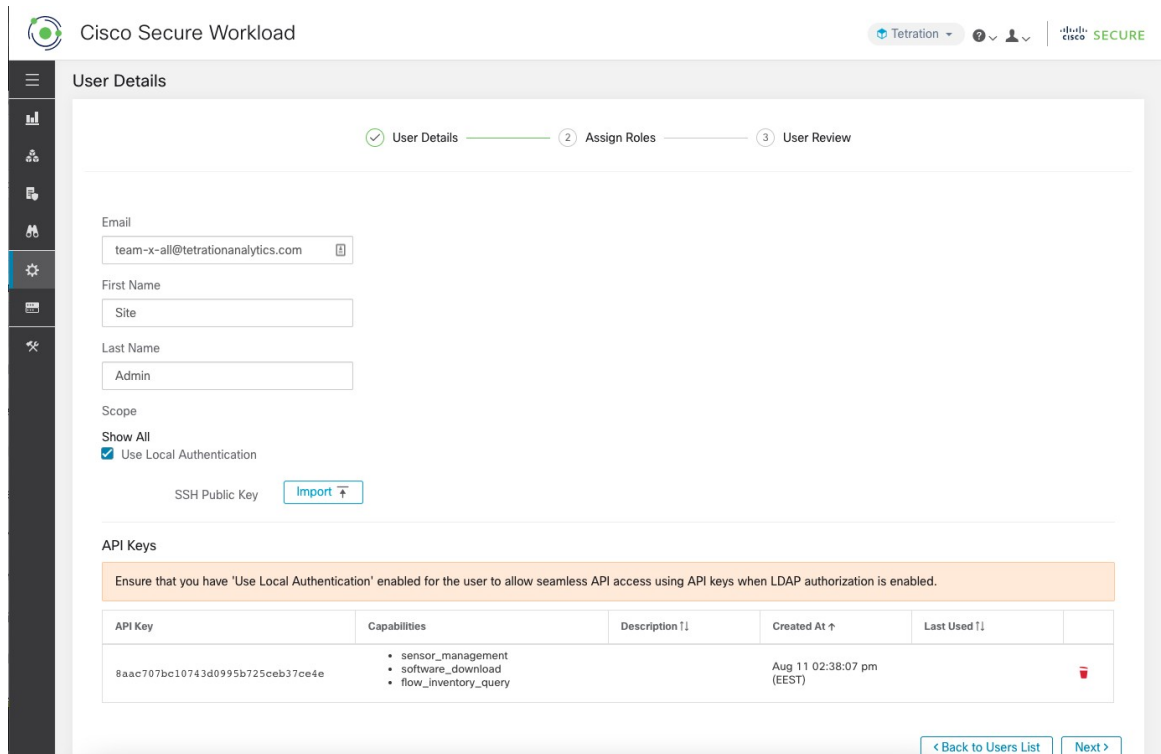 Cisco Secure Workload
Tetration
CISCO SECURE
User Details
User Details
2 Assign Roles
3 User Review
Email
team-x-all@tetrationanalytics.com
First Name
Site
Last Name
Admin
Scope
Show All
Use Local Authentication
SSH Public Key Import
API Keys
Ensure that you have 'Use Local Authentication' enabled for the user to allow seamless API access using API keys when LDAP authorization is enabled.
API Key Capabilities Description Created At Last Used
8aac707bc10743d0995b725ceb37ce4e
• sensor_management
• software_download
• flow_inventory_query
Aug 11 02:38:07 pm
(EEST)
Back to Users List Next